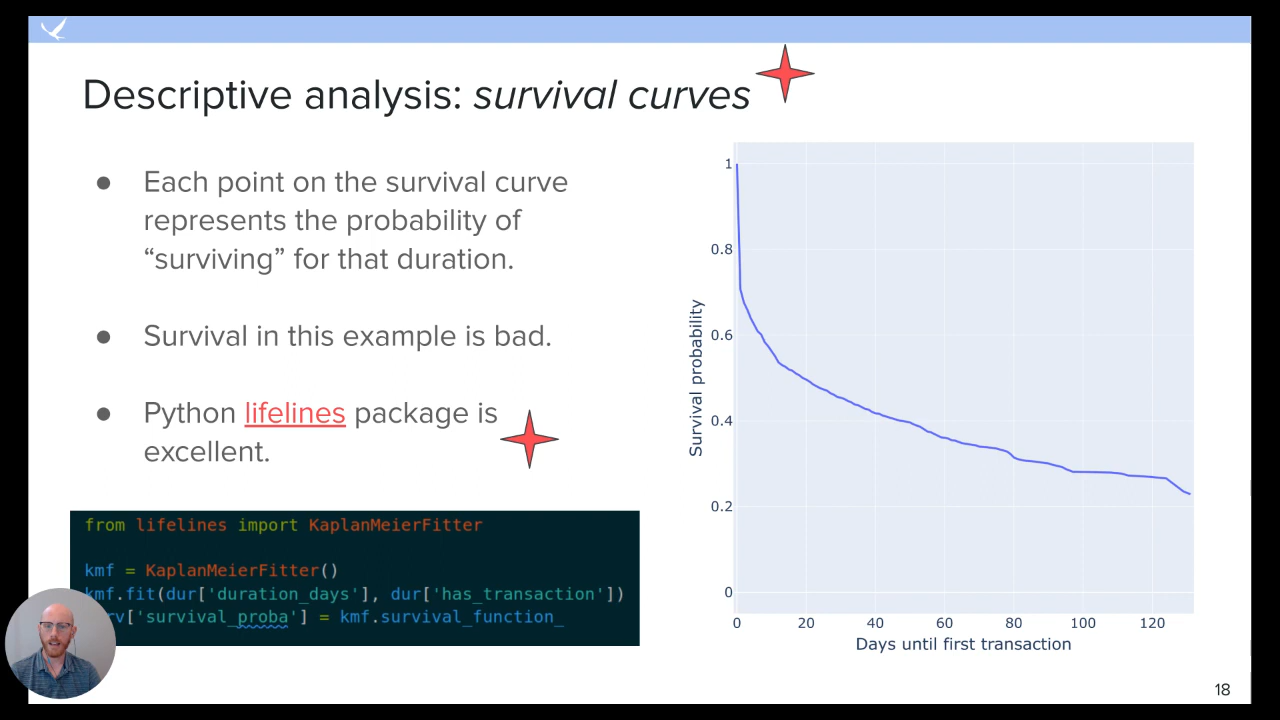 Descriptive analysis: survival curves
● Each point on the survival curve
represents the probability of
“surviving” for that duration.
● Survival in this example is bad.
● Python lifelines package is
excellent.
from lifelines import KaplanMeierFitter
kmf = KaplanMeierFitter()
kmf.fit(dur['duration_days'], dur['has_transaction'])
['survival_proba'] = kmf.survival_function_
Survival probability
1
0.8
0.6
0.4
0.2
0
0 20 40 60 80 100 120
Days until first transaction
18